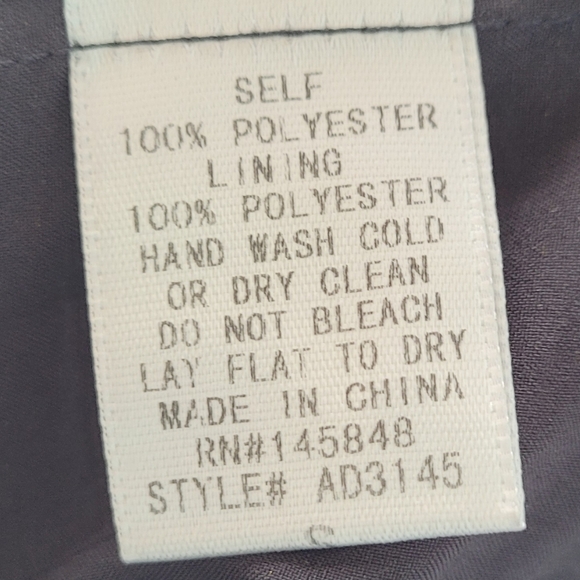 SELF
100% POLYESTER
LINING
100% POLYESTER
HAND WASH COLD
OR DRY CLEAN
DO NOT BLEACH
LAY FLAT TO DRY
MADE IN CHINA
RN#145848
STYLE# AD3145